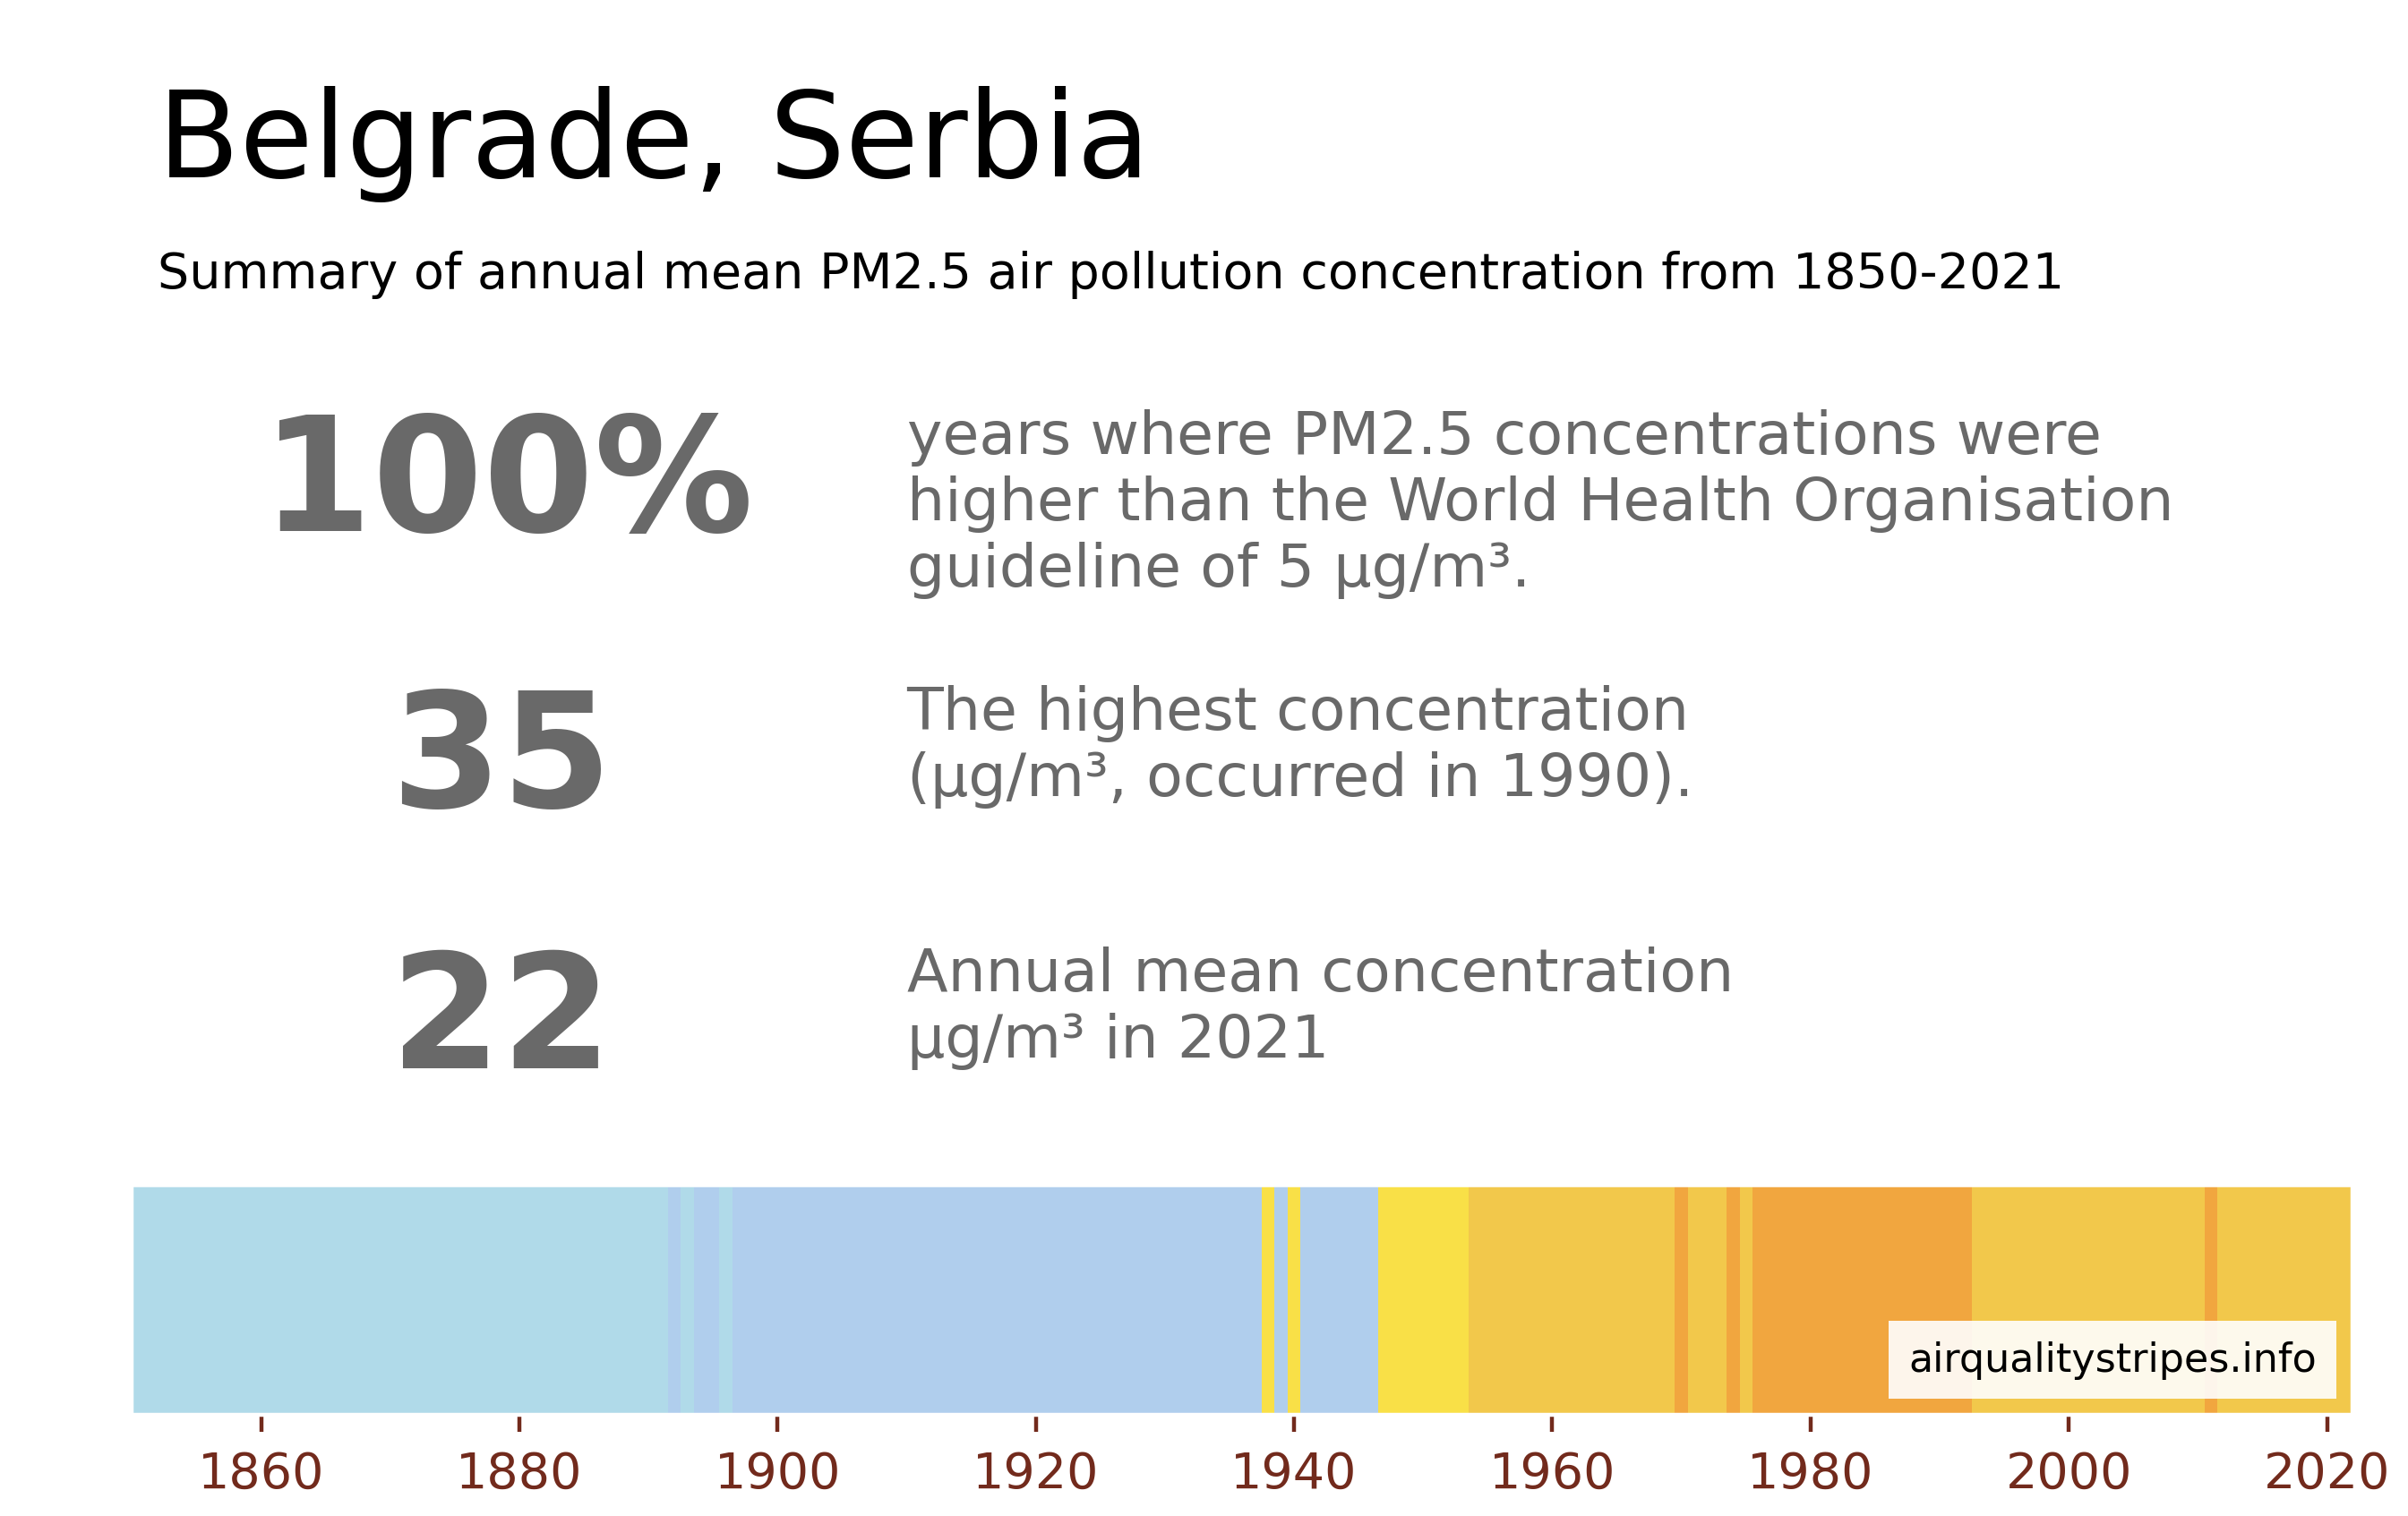 Belgrade, Serbia
Summary of annual mean PM2.5 air pollution concentration from 1850-2021
100%
years where PM2.5 concentrations were
higher than the World Health Organisation
guideline of 5 µg/m³.
35
The highest concentration
(µg/m³, occurred in 1990).
22
Annual mean concentration
µg/m³ in 2021
airqualitystripes.info
1860 1880 1900 1920 1940 1960 1980 2000 2020